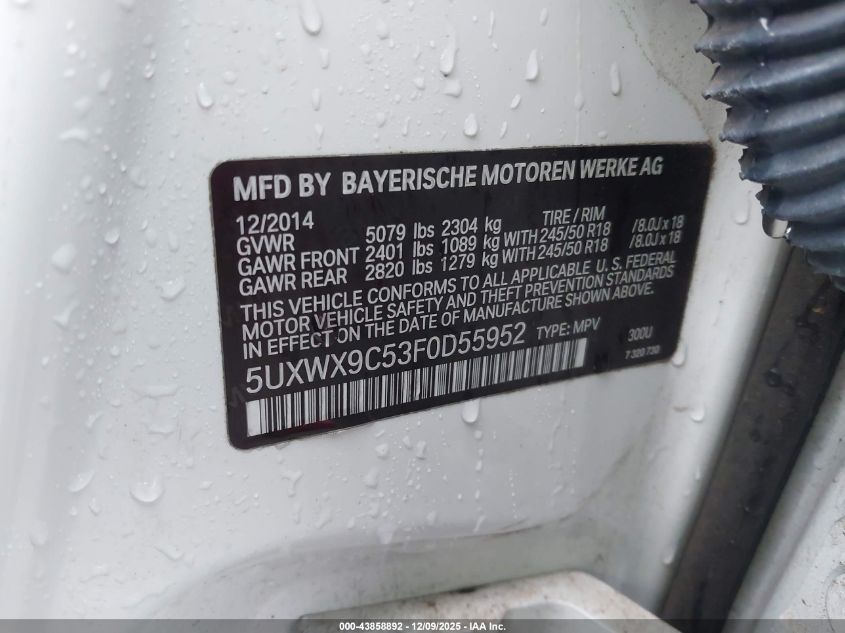 MFD BY BAYERISCHE MOTOREN WERKE AG
12/2014 TIRE / RIM
GVWR 5079 lbs 2304 kg
GAWR FRONT 2401 lbs 1089 kg WITH 245/50 R18 /8.0J x 18
GAWR REAR 2820 lbs 1279 kg WITH 245/50 R18 /8.0J x 18
THIS VEHICLE CONFORMS TO ALL APPLICABLE U. S. FEDERAL
MOTOR VEHICLE SAFETY AND THEFT PREVENTION STANDARDS
IN EFFECT ON THE DATE OF MANUFACTURE SHOWN ABOVE.
5UXWX9C53F0D55952 TYPE: MPV 300U
7 320 730
000-43858892 - 12/09/2025 - IAA Inc.